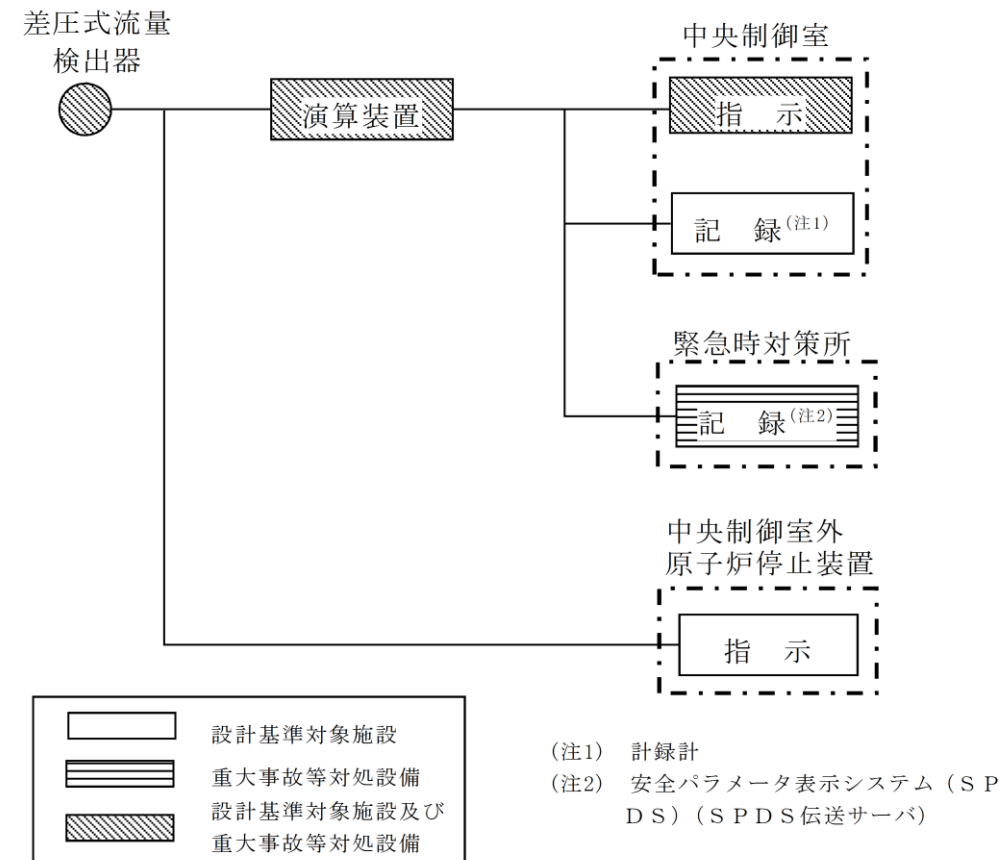 差圧式流量
検出器
演算装置
中央制御室
指 示
記 録(注1)
緊急時対策所
記 録(注2)
中央制御室外
原子炉停止装置
指 示
設計基準対象施設
重大事故等対処設備
設計基準対象施設及び
重大事故等対処設備
(注1) 計録計
(注2) 安全パラメータ表示システム(SP
DS)(SPDS伝送サーバ)